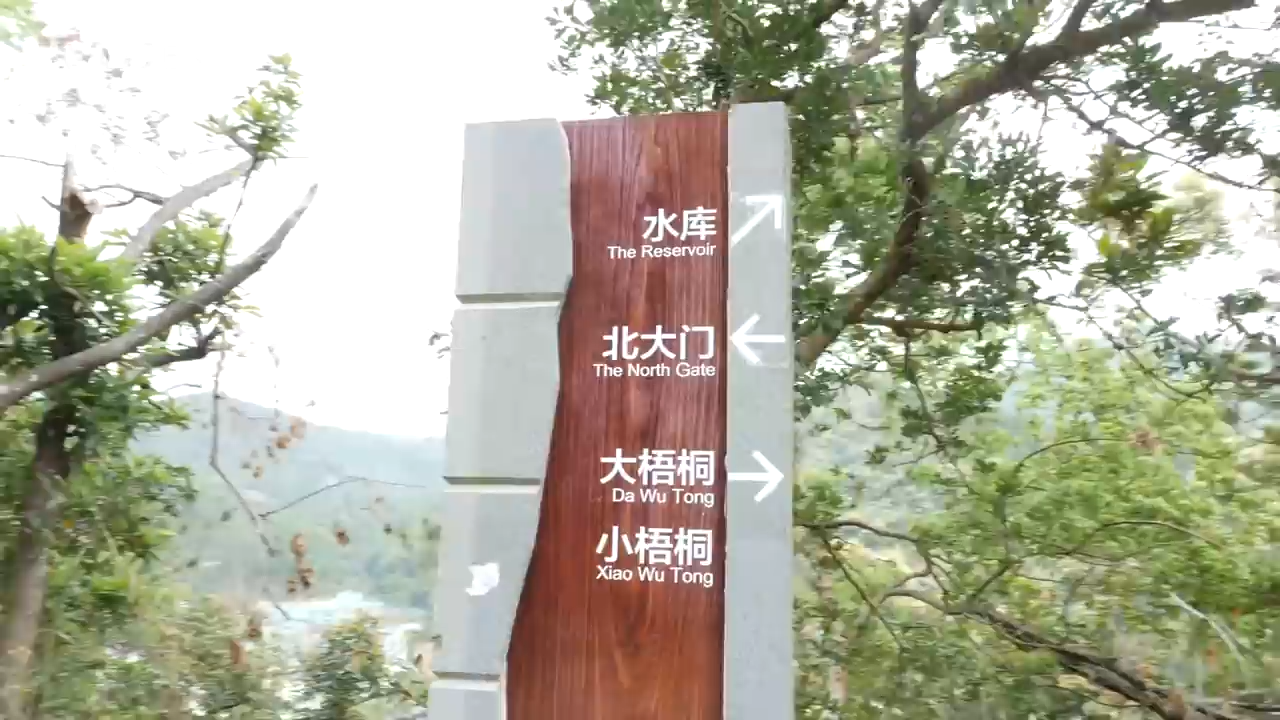 水库
The Reservoir
北大门
The North Gate
大梧桐
Da Wu Tong
小梧桐
Xiao Wu Tong